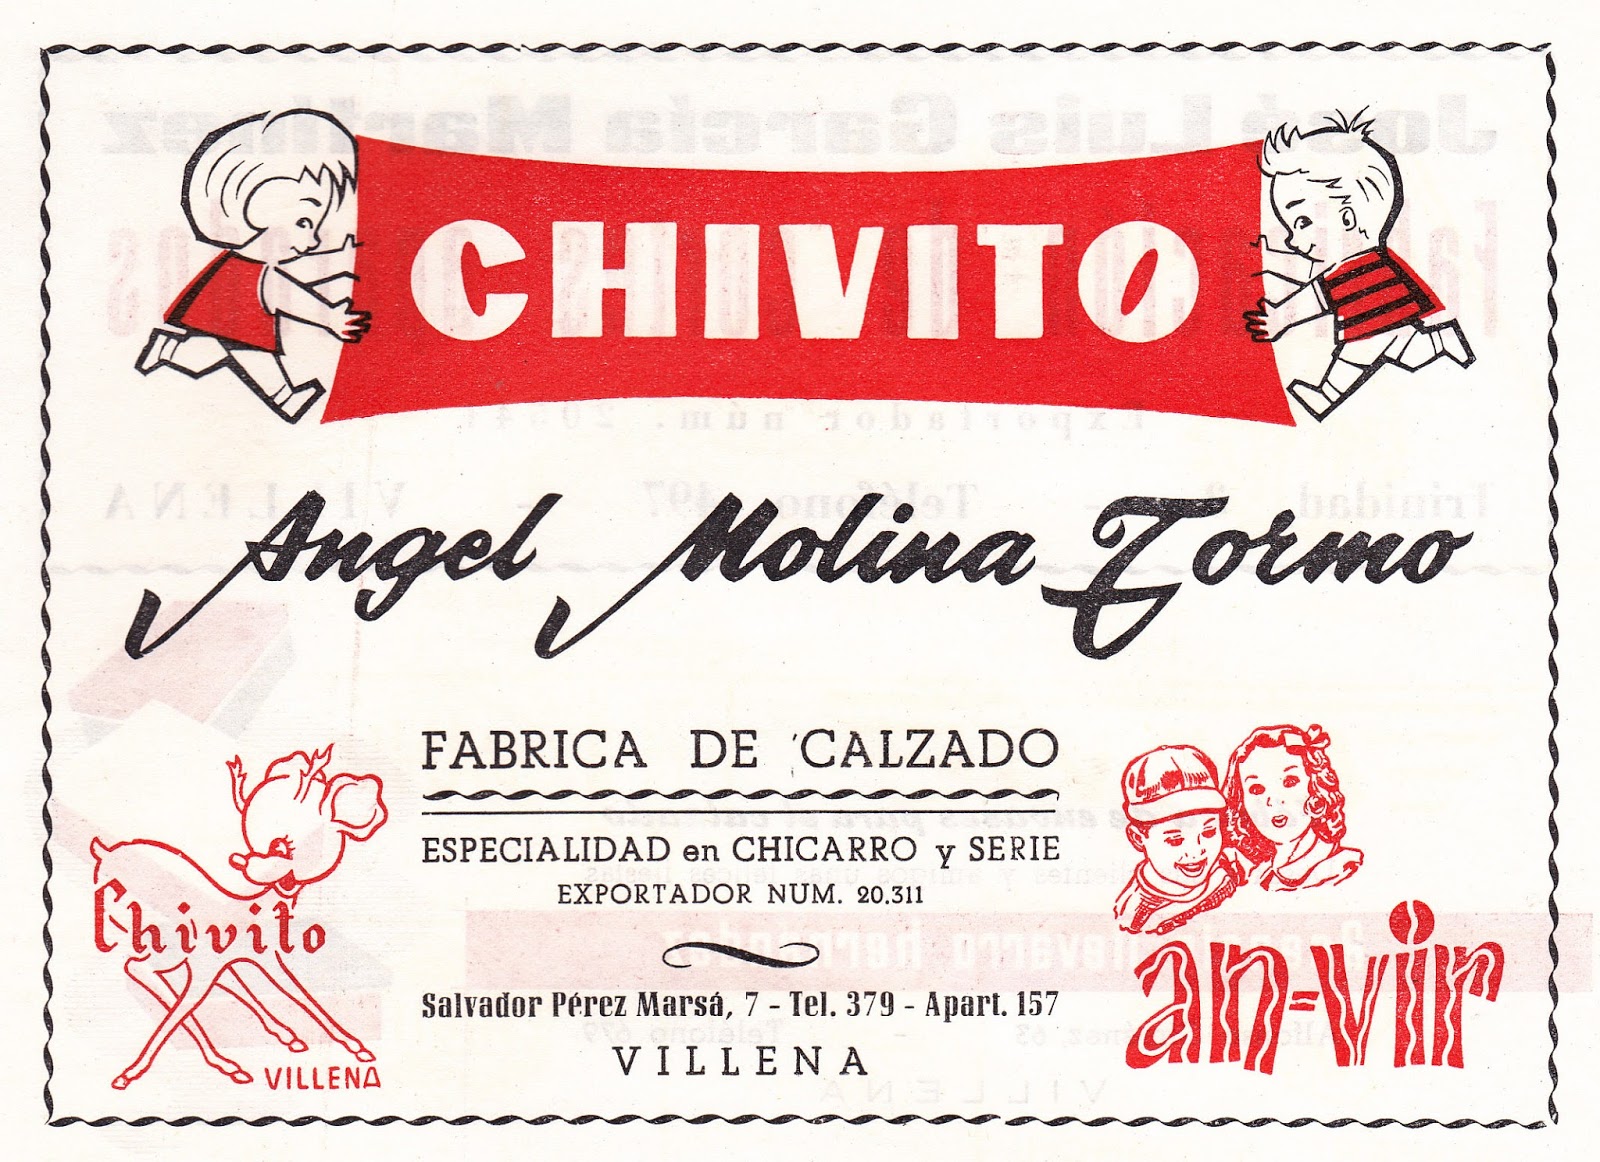 CHIVITO
Angel Molina Tormo
FABRICA DE CALZADO
ESPECIALIDAD en CHICARRO y SERIE
EXPORTADOR NUM. 20.311
Salvador Pérez Marsá, 7 - Tel. 379 - Apart. 157
VILLENA
Chivito
VILLENA
an-vir